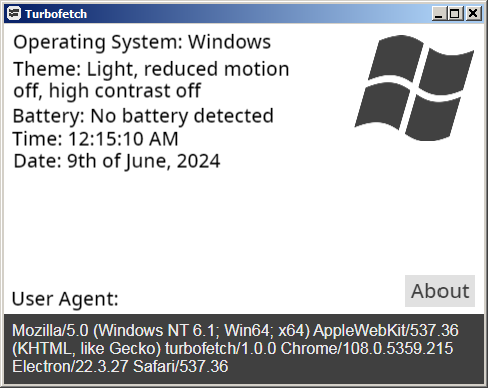 Turbofetch
Operating System: Windows
Theme: Light, reduced motion
off, high contrast off
Battery: No battery detected
Time: 12:15:10 AM
Date: 9th of June, 2024
About
User Agent:
Mozilla/5.0 (Windows NT 6.1; Win64; x64) AppleWebKit/537.36
(KHTML, like Gecko) turbofetch/1.0.0 Chrome/108.0.5359.215
Electron/22.3.27 Safari/537.36